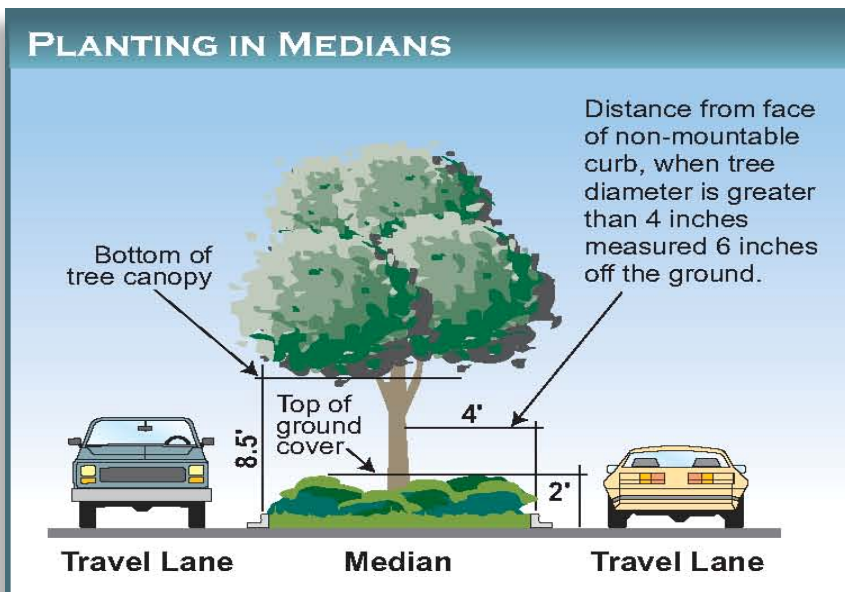 PLANTING IN MEDIANS
Distance from face
of non-mountable
curb, when tree
diameter is greater
than 4 inches
measured 6 inches
off the ground.
Bottom of
tree canopy
Top of
ground
cover
4'
8.5'
2'
Travel Lane
Median
Travel Lane